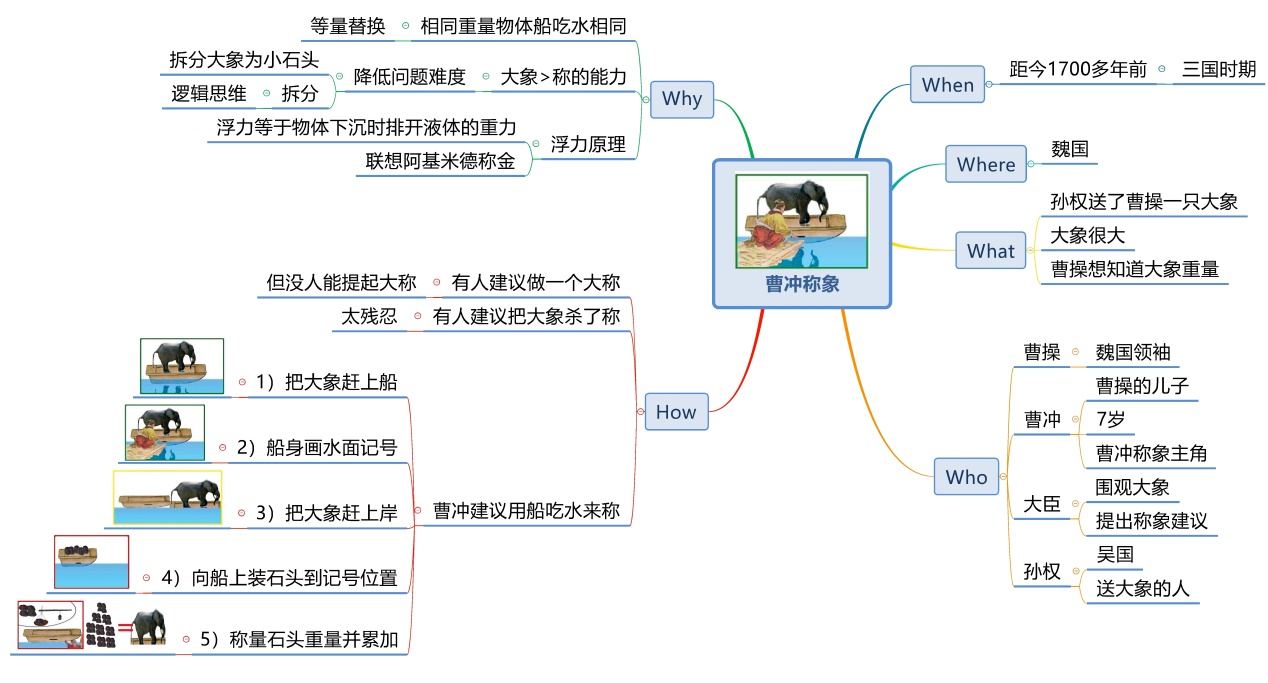 曹冲称象
When
距今1700多年前
三国时期
Where
魏国
What
孙权送了曹操一只大象
大象很大
曹操想知道大象重量
Who
曹操
魏国领袖
曹冲
曹操的儿子
7岁
曹冲称象主角
大臣
围观大象
提出称象建议
孙权
吴国
送大象的人
How
有人建议做一个大称
但没人能提起大称
有人建议把大象杀了称
太残忍
曹冲建议用船吃水来称
1）把大象赶上船
2）船身画水面记号
3）把大象赶上岸
4）向船上装石头到记号位置
5）称量石头重量并累加
Why
相同重量物体船吃水相同
等量替换
大象>称的能力
降低问题难度
拆分大象为小石头
拆分
逻辑思维
浮力原理
浮力等于物体下沉时排开液体的重力
联想阿基米德称金